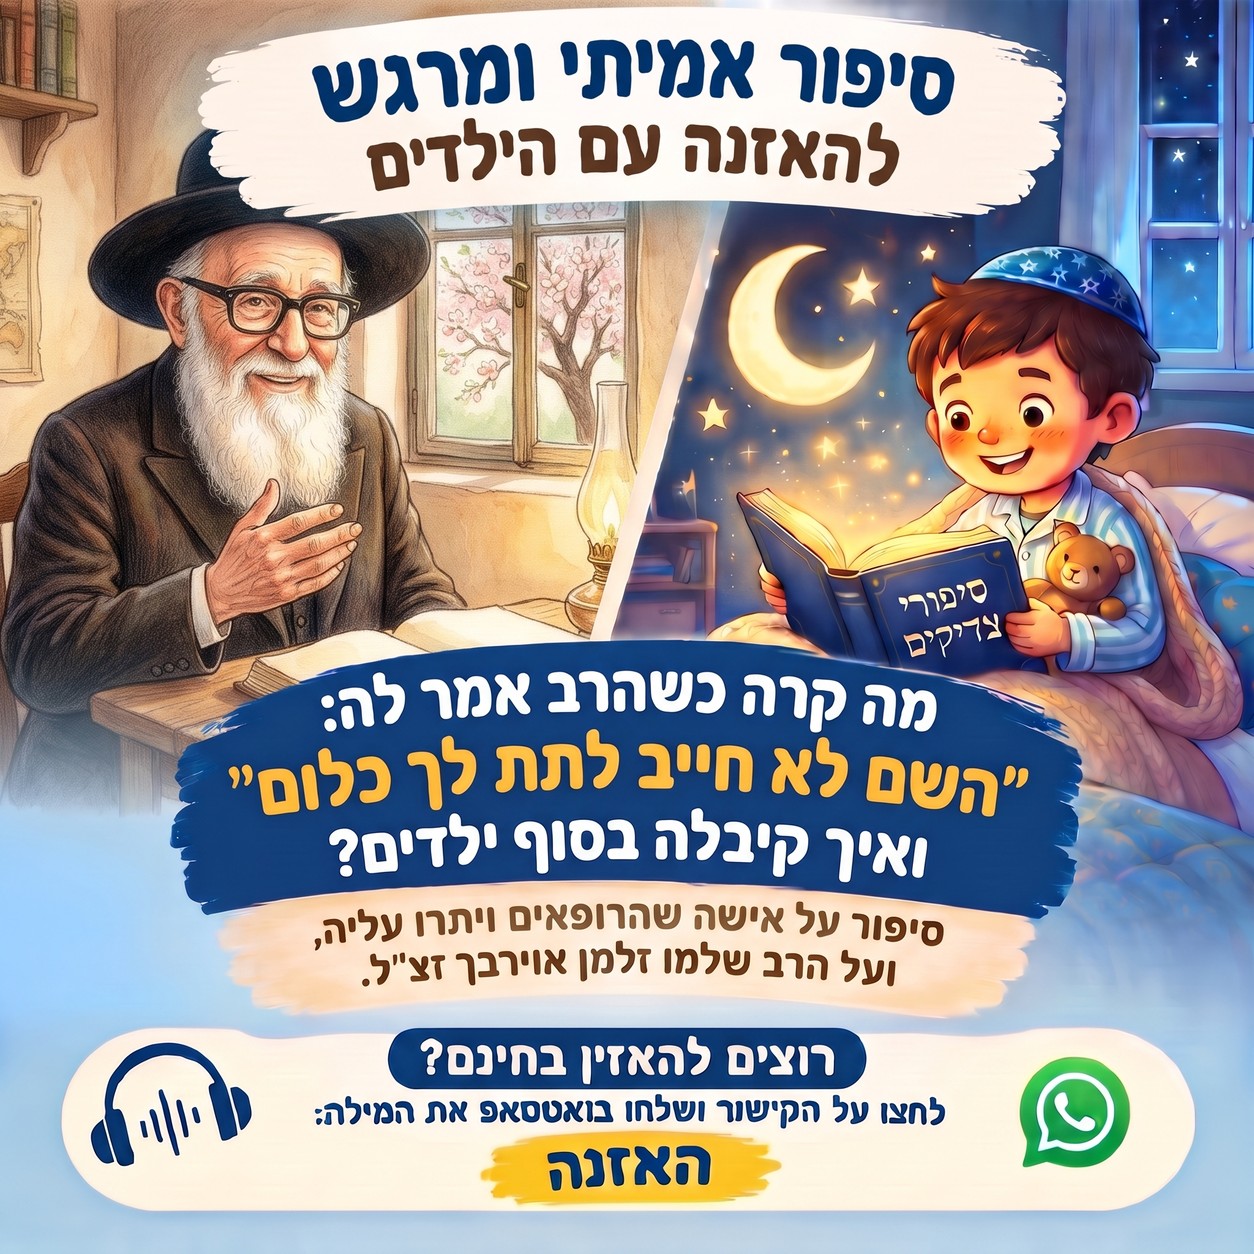 סיפור אמיתי ומרגש
להאזנה עם הילדים
סיפורי
צדיקים
מה קרה כשהרב אמר לה:
"השם לא חייב לתת לך כלום"
ואיך קיבלה בסוף ילדים?
סיפור על אישה שהרופאים ויתרו עליה,
ועל הרב שלמו זלמן אוירבך זצ"ל.
רוצים להאזין בחינם?
לחצו על הקישור ושלחו בואטסאפ את המילה:
האזנה